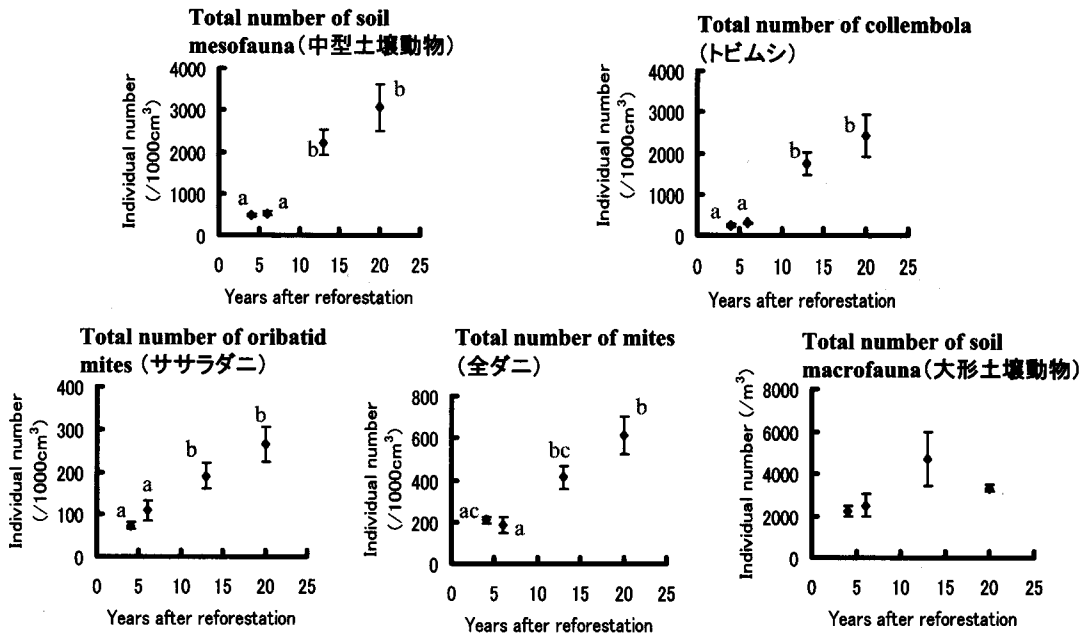 Total number of soil
mesofauna(中型土壌動物)
Individual number
(/1000cm³)
4000
3000
2000
1000
0
a
a
b
b
0 5 10 15 20 25
Years after reforestation
Total number of collembola
(トビムシ)
Individual number
(/1000cm³)
4000
3000
2000
1000
0
a
a
b
b
0 5 10 15 20 25
Years after reforestation
Total number of oribatid
mites (ササラダニ)
Individual number
(/1000cm³)
400
300
200
100
0
a
a
b
b
0 5 10 15 20 25
Years after reforestation
Total number of mites
(全ダニ)
Individual number
(/1000cm³)
800
600
400
200
0
ac
a
bc
b
0 5 10 15 20 25
Years after reforestation
Total number of soil
macrofauna(大形土壌動物)
Individual number (/m³)
8000
6000
4000
2000
0
0 5 10 15 20 25
Years after reforestation